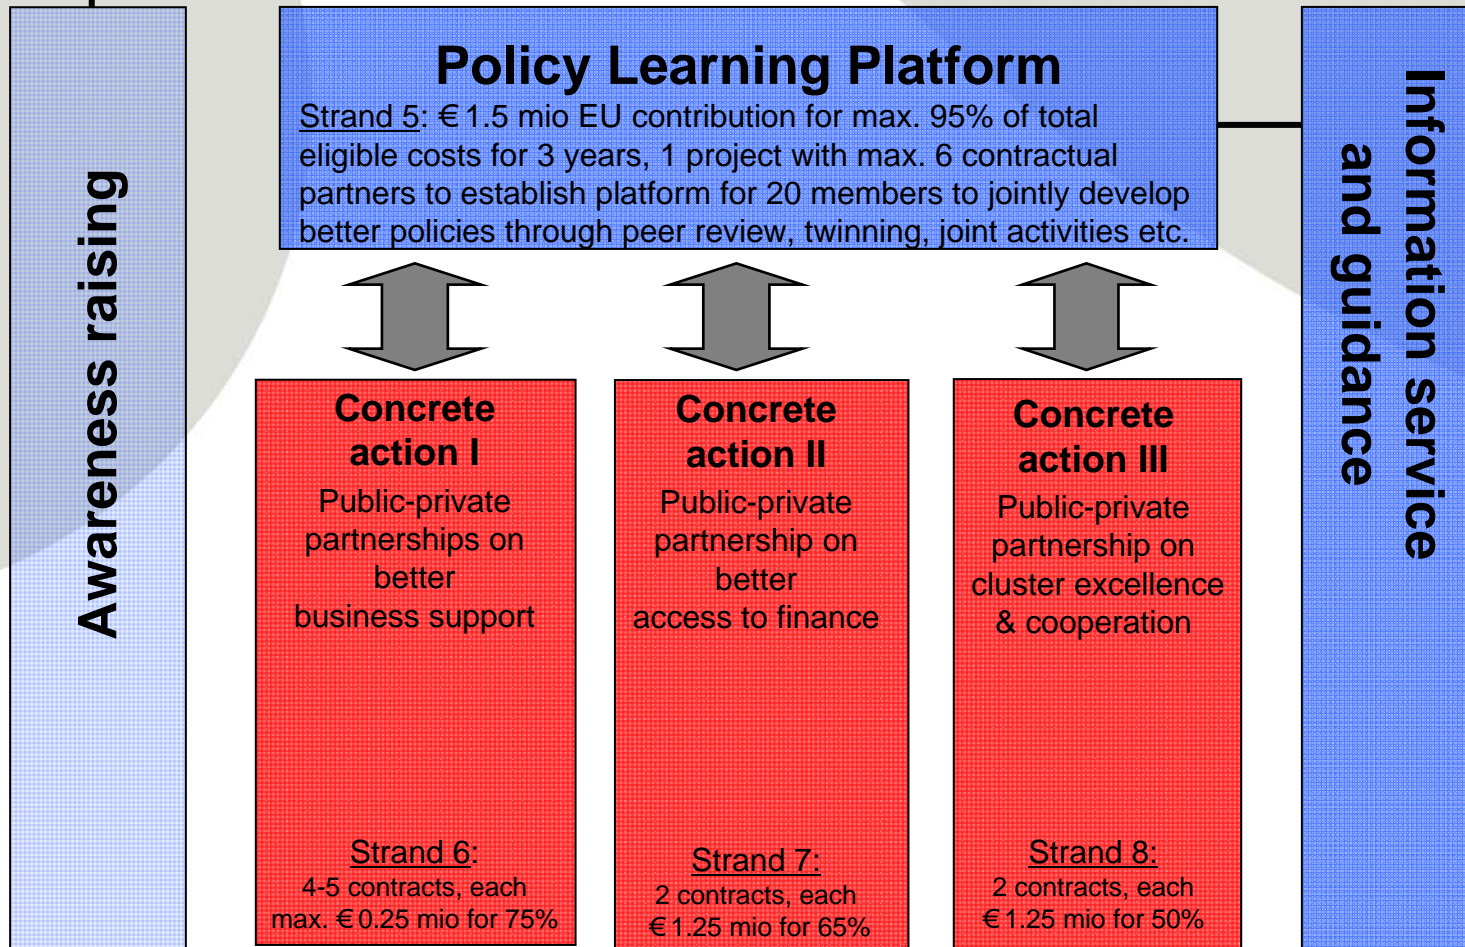 Awareness raising
Policy Learning Platform
Strand 5: € 1.5 mio EU contribution for max. 95% of total
eligible costs for 3 years, 1 project with max. 6 contractual
partners to establish platform for 20 members to jointly develop
better policies through peer review, twinning, joint activities etc.
Concrete
action I
Public-private
partnerships on
better
business support
Strand 6:
4-5 contracts, each
max. € 0.25 mio for 75%
Concrete
action II
Public-private
partnership on
better
access to finance
Strand 7:
2 contracts, each
€ 1.25 mio for 65%
Concrete
action III
Public-private
partnership on
cluster excellence
& cooperation
Strand 8:
2 contracts, each
€ 1.25 mio for 50%
Information service
and guidance